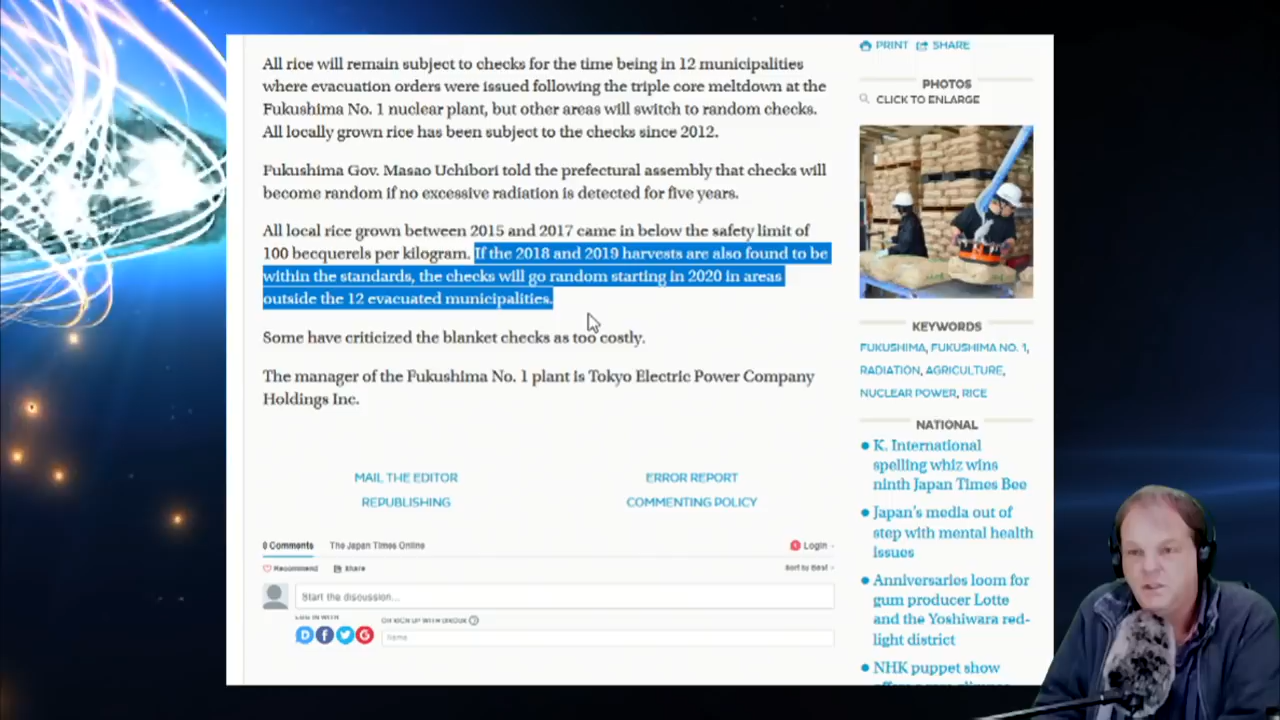 All rice will remain subject to checks for the time being in 12 municipalities
where evacuation orders were issued following the triple core meltdown at the
Fukushima No. 1 nuclear plant, but other areas will switch to random checks.
All locally grown rice has been subject to the checks since 2012.
Fukushima Gov. Masao Uchibori told the prefectural assembly that checks will
become random if no excessive radiation is detected for five years.
All local rice grown between 2015 and 2017 came in below the safety limit of
100 becquerels per kilogram. If the 2018 and 2019 harvests are also found to be
within the standards, the checks will go random starting in 2020 in areas
outside the 12 evacuated municipalities.
Some have criticized the blanket checks as too costly.
The manager of the Fukushima No. 1 plant is Tokyo Electric Power Company
Holdings Inc.
MAIL THE EDITOR
ERROR REPORT
REPUBLISHING
COMMENTING POLICY
0 Comments
The Japan Times Online
Login
Recommend
Share
Sort by Best
Start the discussion...
LOG IN WITH
OR SIGN UP WITH DISQUS
Name
PRINT
SHARE
PHOTOS
CLICK TO ENLARGE
KEYWORDS
FUKUSHIMA, FUKUSHIMA NO. 1,
RADIATION, AGRICULTURE,
NUCLEAR POWER, RICE
NATIONAL
K. International
spelling whiz wins
ninth Japan Times Bee
Japan's media out of
step with mental health
issues
Anniversaries loom for
gum producer Lotte
and the Yoshiwara red-
light district
NHK puppet show